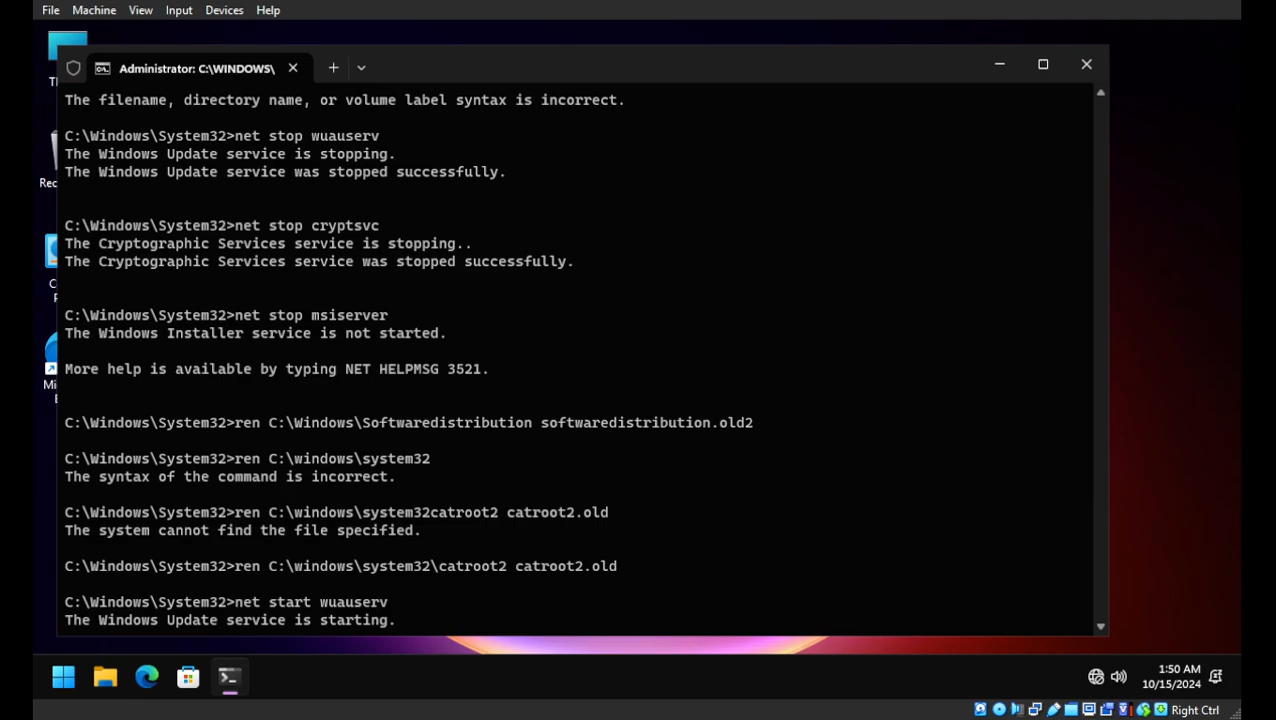 File Machine View Input Devices Help
Administrator: C:\WINDOWS\
The filename, directory name, or volume label syntax is incorrect.
C:\Windows\System32>net stop wuauserv
The Windows Update service is stopping.
The Windows Update service was stopped successfully.
C:\Windows\System32>net stop cryptsvc
The Cryptographic Services service is stopping..
The Cryptographic Services service was stopped successfully.
C:\Windows\System32>net stop msiserver
The Windows Installer service is not started.
More help is available by typing NET HELPMSG 3521.
C:\Windows\System32>ren C:\Windows\Softwaredistribution softwaredistribution.old2
C:\Windows\System32>ren C:\windows\system32
The syntax of the command is incorrect.
C:\Windows\System32>ren C:\windows\system32catroot2 catroot2.old
The system cannot find the file specified.
C:\Windows\System32>ren C:\windows\system32\catroot2 catroot2.old
C:\Windows\System32>net start wuauserv
The Windows Update service is starting.
1:50 AM
10/15/2024
Right Ctrl